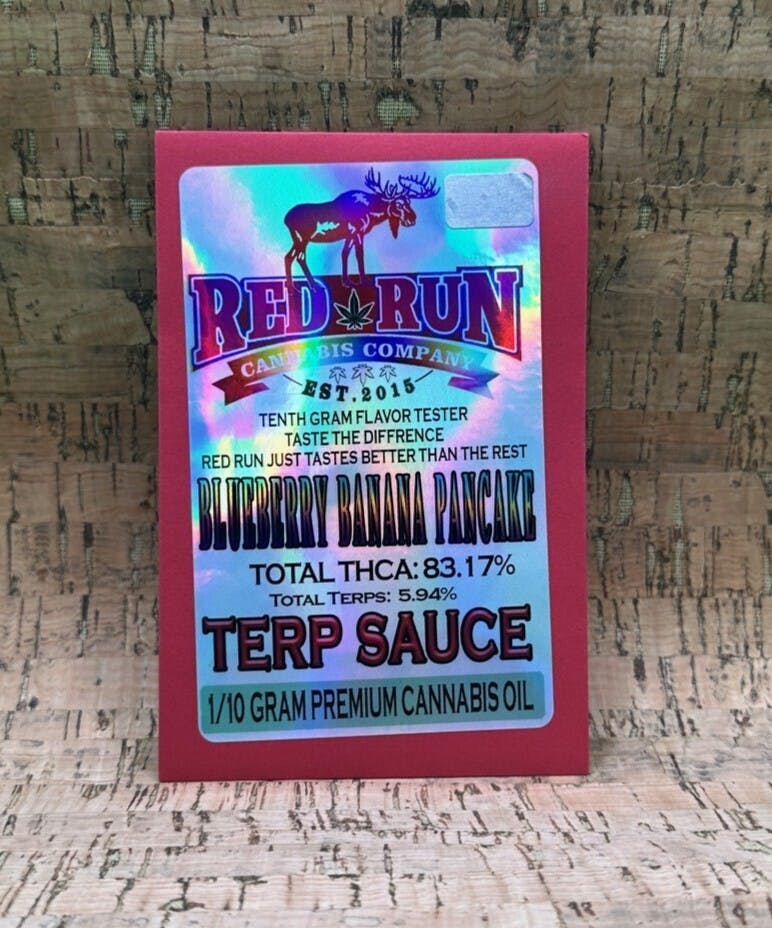 RED RUN
CANNABIS COMPANY
EST. 2015
TENTH GRAM FLAVOR TESTER
TASTE THE DIFFRENCE
RED RUN JUST TASTES BETTER THAN THE REST
BLUEBERRY BANANA PANCAKE
TOTAL THCA: 83.17%
TOTAL TERPS: 5.94%
TERP SAUCE
1/10 GRAM PREMIUM CANNABIS OIL